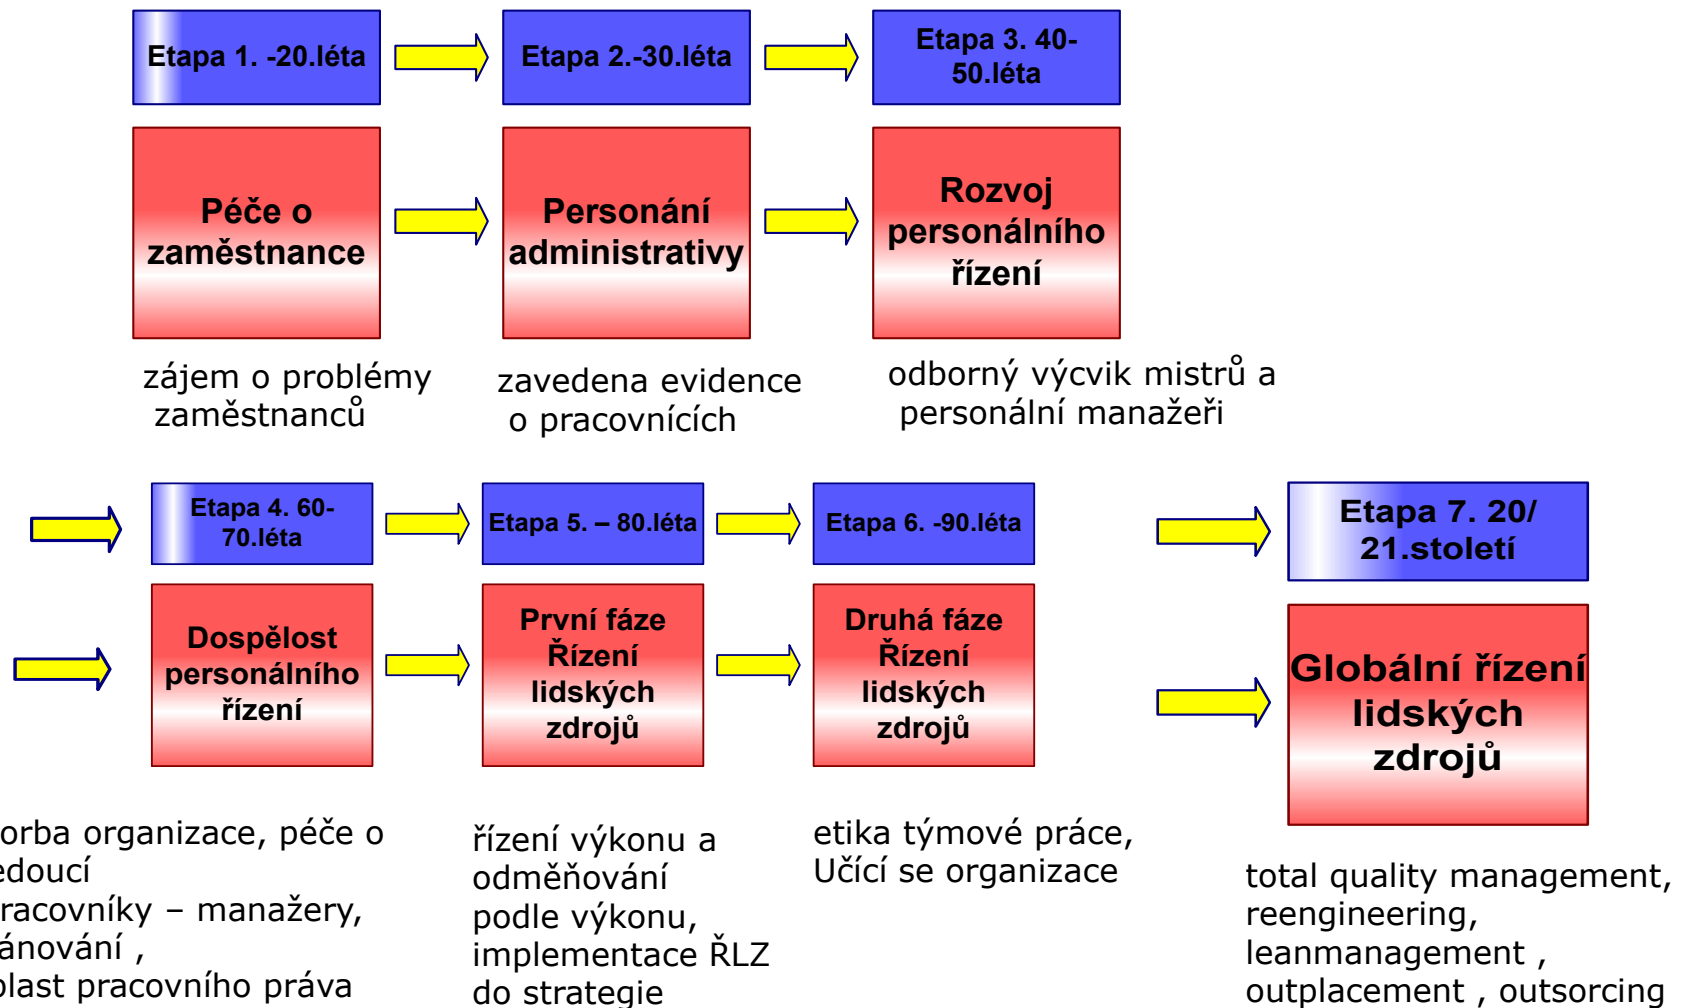 Etapa 1. -20.léta
Etapa 2.-30.léta
Etapa 3. 40-
50.léta
Péče o
zaměstnance
Personání
administrativy
Rozvoj
personálního
řízení
zájem o problémy
zaměstnanců
zavedena evidence
o pracovnících
odborný výcvik mistrů a
personální manažeři
Etapa 4. 60-
70.léta
Etapa 5. – 80.léta
Etapa 6. -90.léta
Etapa 7. 20/
21.století
Dospělost
personálního
řízení
První fáze
Řízení
lidských
zdrojů
Druhá fáze
Řízení
lidských
zdrojů
Globální řízení
lidských
zdrojů
orba organizace, péče o
edoucí
racovníky – manažery,
ánování ,
blast pracovního práva
řízení výkonu a
odměňování
podle výkonu,
implementace ŘLZ
do strategie
etika týmové práce,
Učící se organizace
total quality management,
reengineering,
leanmanagement ,
outplacement , outsorcing